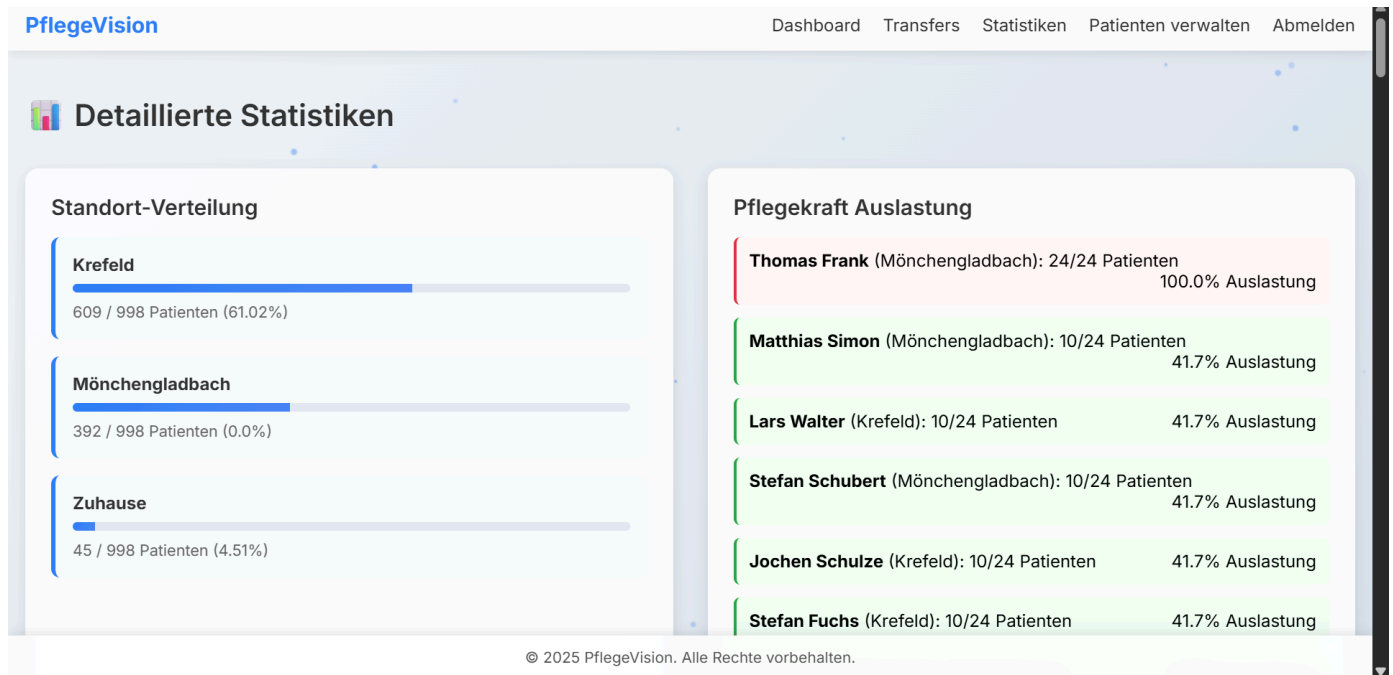 PflegeVision
Dashboard Transfers Statistiken Patienten verwalten Abmelden
Detaillierte Statistiken
Standort-Verteilung
Krefeld
609 / 998 Patienten (61.02%)
Mönchengladbach
392 / 998 Patienten (0.0%)
Zuhause
45 / 998 Patienten (4.51%)
Pflegekraft Auslastung
Thomas Frank (Mönchengladbach): 24/24 Patienten
100.0% Auslastung
Matthias Simon (Mönchengladbach): 10/24 Patienten
41.7% Auslastung
Lars Walter (Krefeld): 10/24 Patienten 41.7% Auslastung
Stefan Schubert (Mönchengladbach): 10/24 Patienten
41.7% Auslastung
Jochen Schulze (Krefeld): 10/24 Patienten 41.7% Auslastung
Stefan Fuchs (Krefeld): 10/24 Patienten 41.7% Auslastung
© 2025 PflegeVision. Alle Rechte vorbehalten.